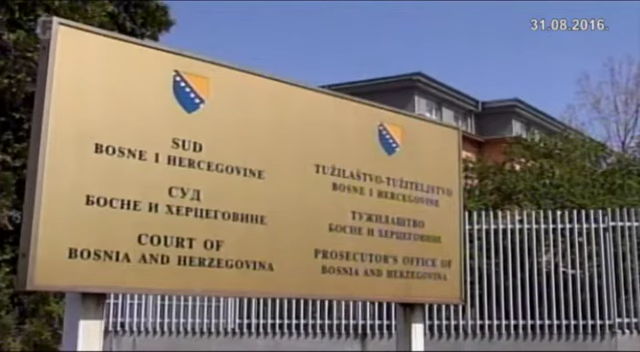 31.08.2016.
SUD
BOSNE I HERCEGOVINE
СУД
БОСНЕ И ХЕРЦЕГОВИНЕ
COURT OF
BOSNIA AND HERZEGOVINA
TUŽILAŠTVO-TUŽITELJSTVO
BOSNE I HERCEGOVINE
ТУЖИЛАШТВО
БОСНЕ И ХЕРЦЕГОВИНЕ
PROSECUTOR'S OFFICE OF
BOSNIA AND HERZEGOVINA